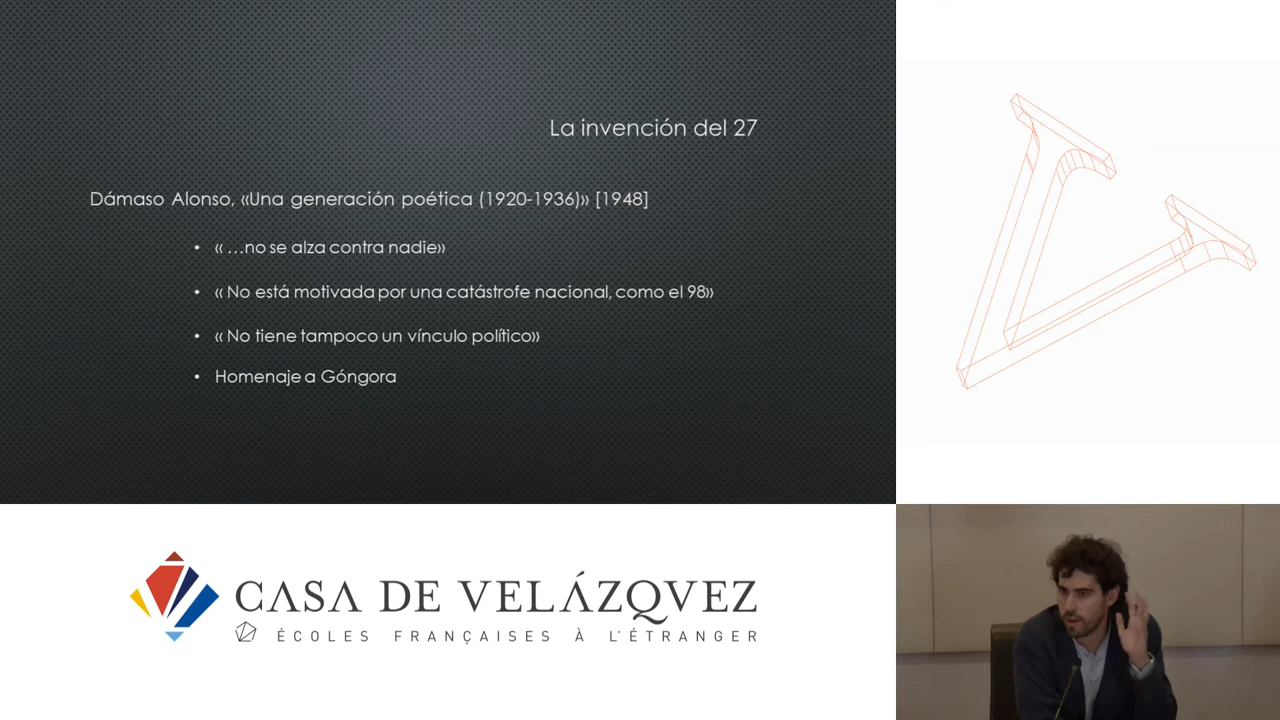 La invención del 27
Dámaso Alonso, «Una generación poética (1920-1936)» [1948]
• « …no se alza contra nadie»
• « No está motivada por una catástrofe nacional, como el 98»
• « No tiene tampoco un vínculo político»
• Homenaje a Góngora
CASA DE VELÁZQVEZ
ÉCOLES FRANÇAISES À L'ÉTRANGER